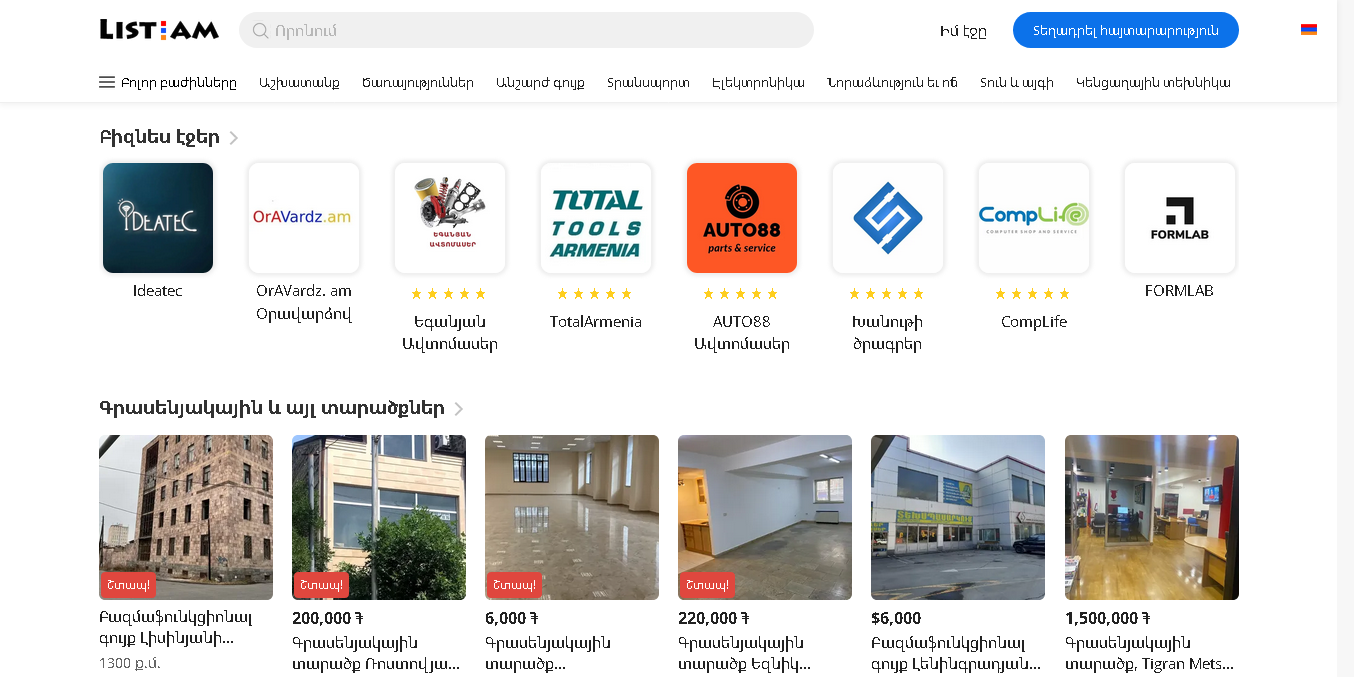 LIST AM
Որոնում
Իմ էջը
Տեղադրել հայտարարություն
Բոլոր բաժինները
Աշխատանք
Ծառայություններ
Անշարժ գույք
Տրանսպորտ
Էլեկտրոնիկա
Նորաձևություն եւ ոճ
Տուն և այգի
Կենցաղային տեխնիկա
Բիզնես էջեր
IDEATEC
OrAVardz.am
ԵԳԱՆՅԱՆ
ԱՎՏՈՄԱՍԵՐ
TOTAL
TOOLS
ARMENIA
AUTO88
parts & service
CompLife
COMPUTER SHOP AND SERVICE
FORMLAB
Ideatec
OrAVardz. am
Օրավարձով
Եգանյան
Ավտոմասեր
TotalArmenia
AUTO88
Ավտոմասեր
Խանութի
ծրագրեր
CompLife
FORMLAB
Գրասենյակային և այլ տարածքներ
Շտապ!
Շտապ!
Շտապ!
Շտապ!
Բազմաֆունկցիոնալ
գույք Լիսինյանի...
1300 ք.մ.
200,000 ֏
Գրասենյակային
տարածք Ռոստովյա...
6,000 ֏
Գրասենյակային
տարածք...
220,000 ֏
Գրասենյակային
տարածք Եզնիկ...
$6,000
Բազմաֆունկցիոնալ
գույք Լենինգրադյան...
1,500,000 ֏
Գրասենյակային
տարածք, Tigran Mets...